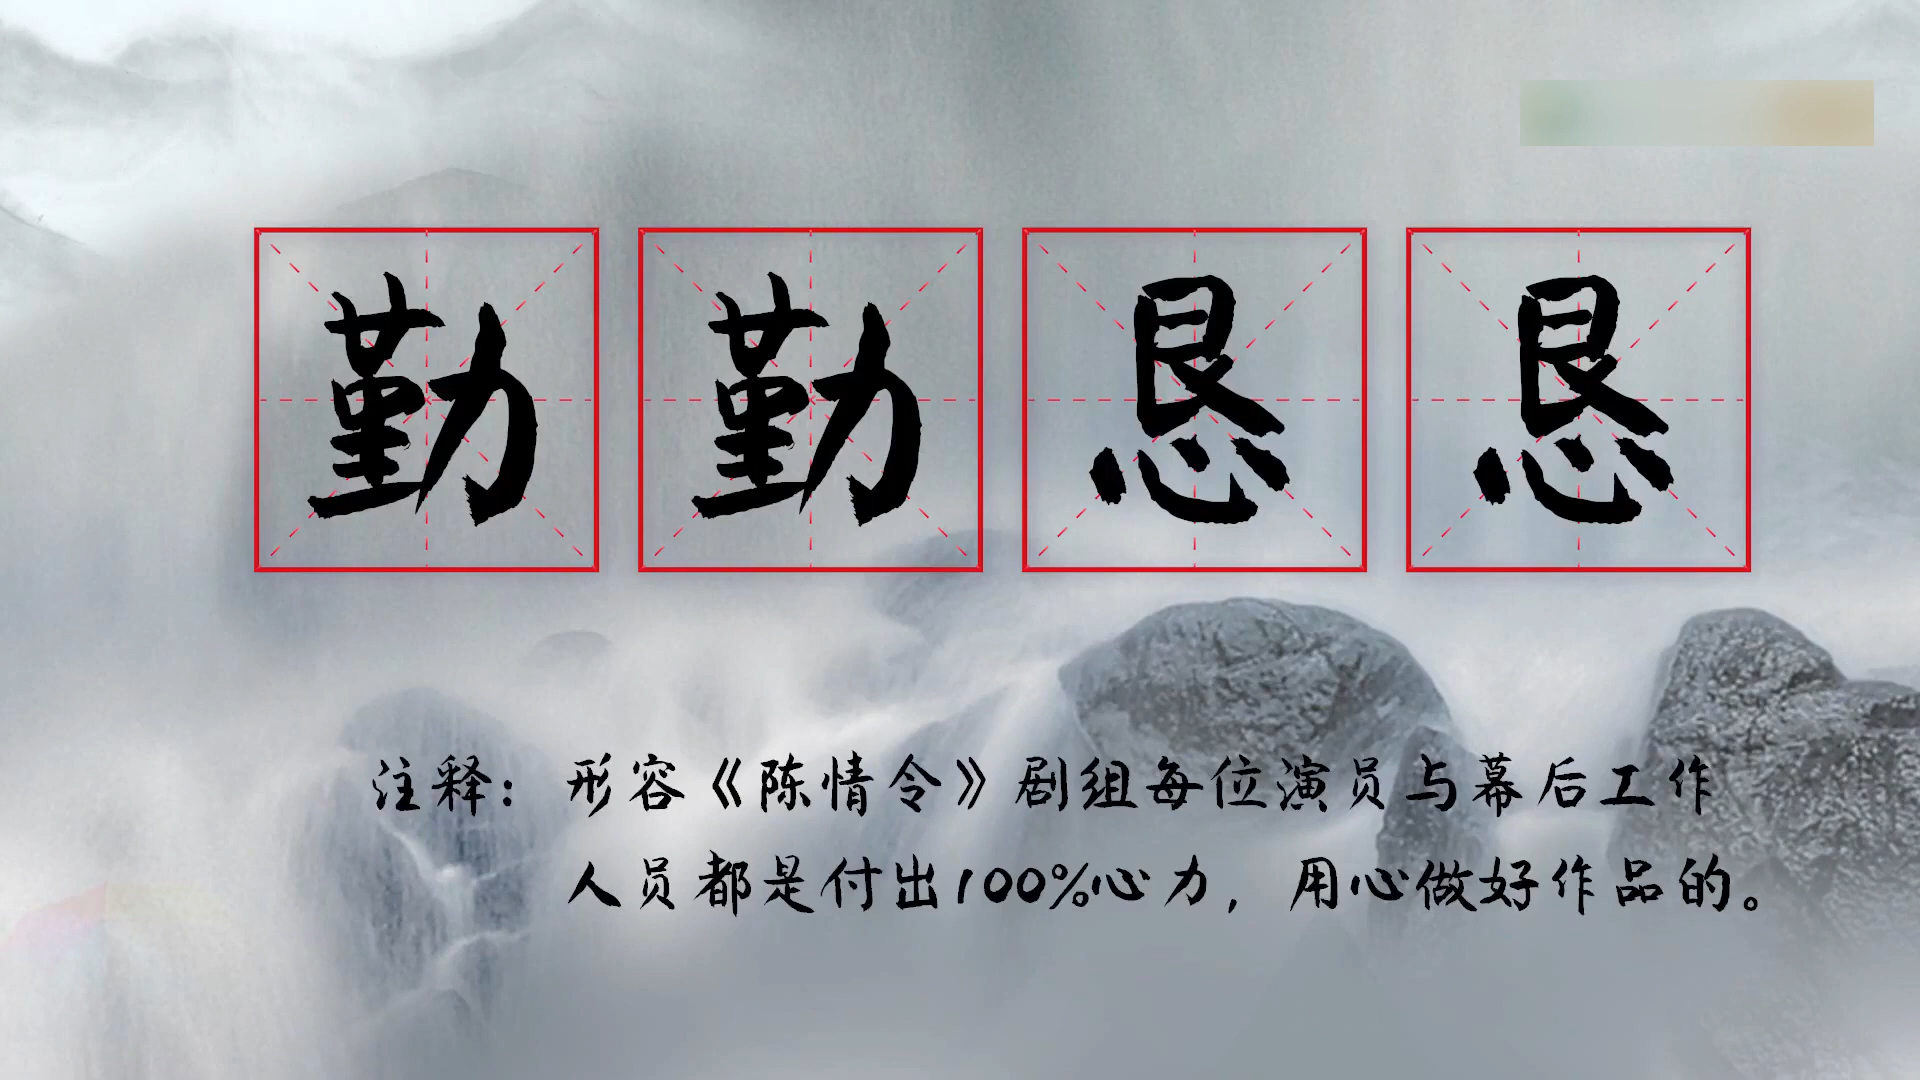 勤勤恳恳
注释：形容《陈情令》剧组每位演员与幕后工作
人员都是付出100%心力，用心做好作品的。